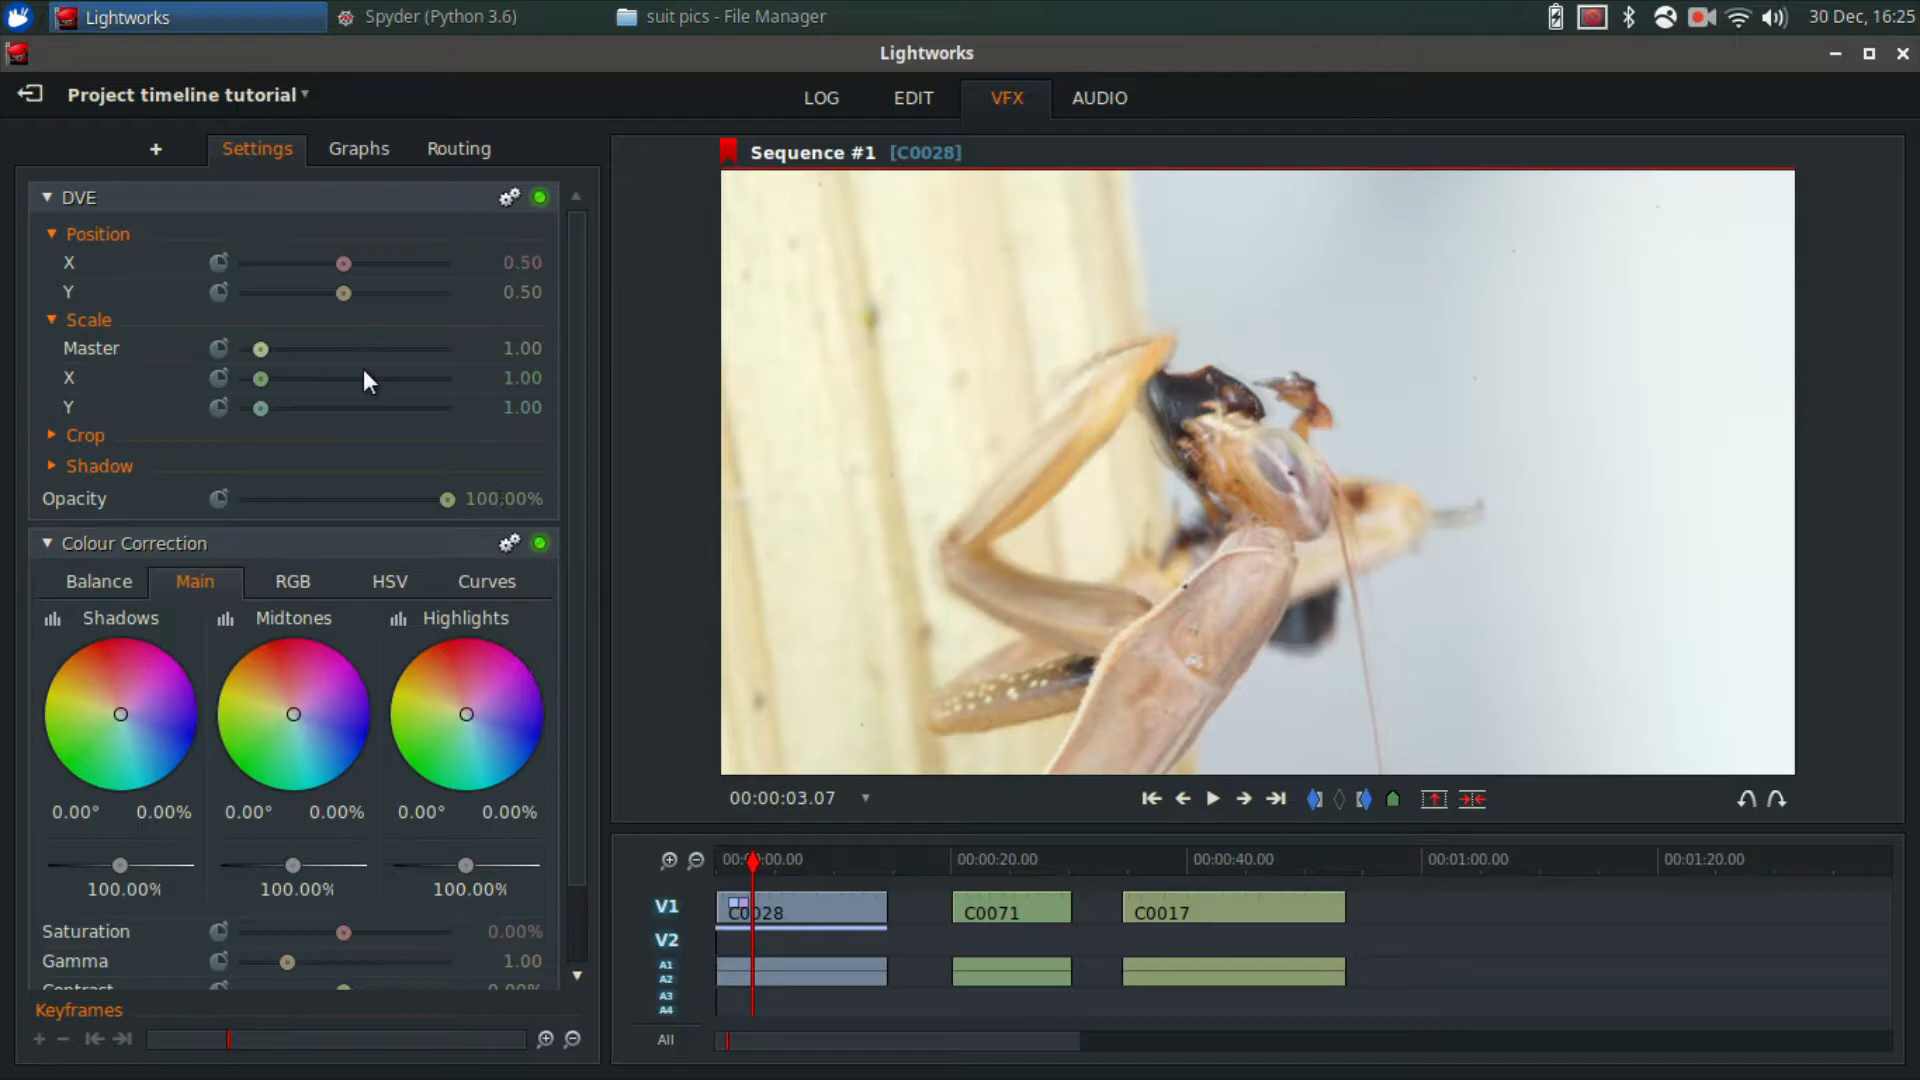 Lightworks
Spyder (Python 3.6)
suit pics - File Manager
30 Dec, 16:25
Lightworks
Project timeline tutorial
LOG
EDIT
VFX
AUDIO
+
Settings
Graphs
Routing
Sequence #1 [C0028]
DVE
Position
X 0.50
Y 0.50
Scale
Master 1.00
X 1.00
Y 1.00
Crop
Shadow
Opacity 100.00%
Colour Correction
Balance
Main
RGB
HSV
Curves
Shadows
Midtones
Highlights
0.00° 0.00%
0.00° 0.00%
0.00° 0.00%
100.00%
100.00%
100.00%
Saturation 0.00%
Gamma 1.00
Contrast 0.00%
Keyframes
00:00:03.07
00:00:20.00
00:00:40.00
00:01:00.00
00:01:20.00
V1
C0028
C0071
C0017
V2
A1
A2
A3
A4
All